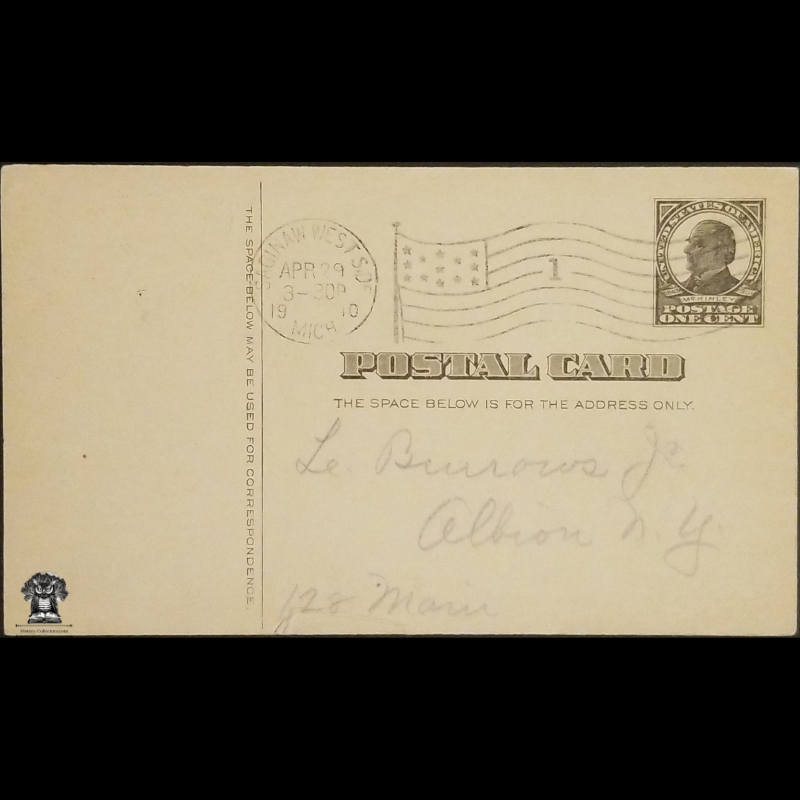 THE SPACE BELOW MAY BE USED FOR CORRESPONDENCE.
SAGINAW WEST S.D.
APR 29
3-30P
19 10
MICH
1
UNITED STATES OF AMERICA
McKINLEY
POSTAGE
ONE CENT
POSTAL CARD
THE SPACE BELOW IS FOR THE ADDRESS ONLY.
Le. Burrows Jr
Albion N.Y.
128 Main